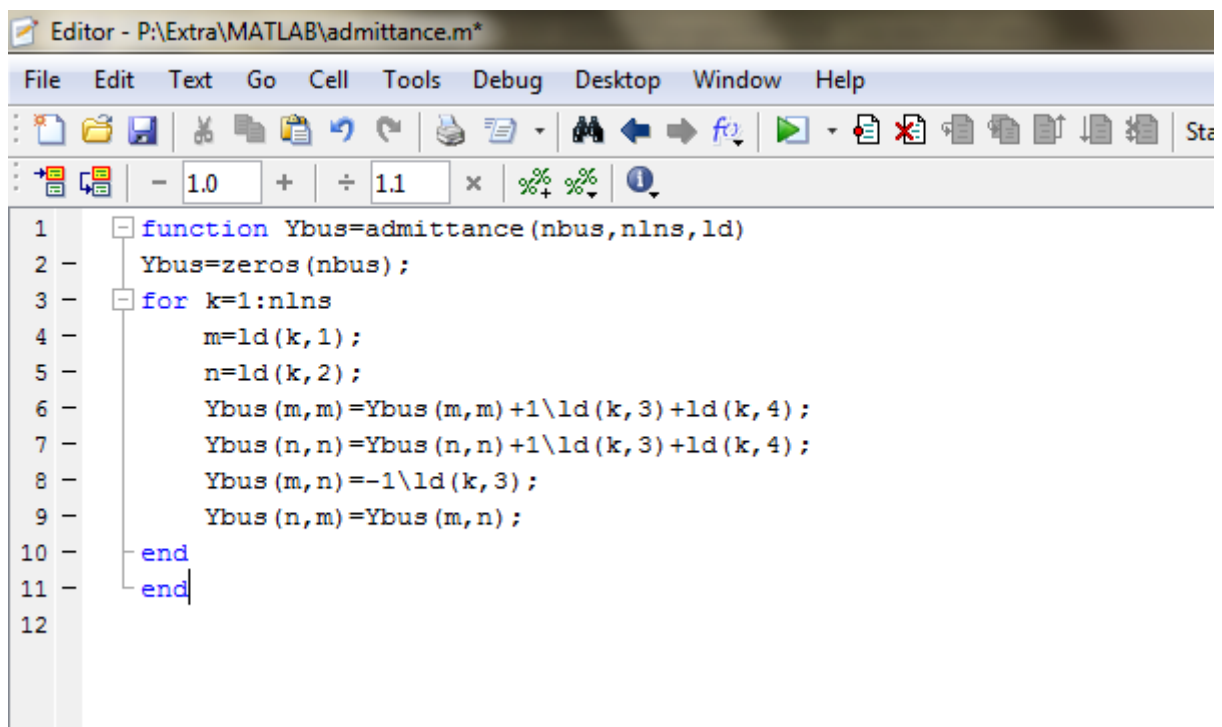 Editor - P:\Extra\MATLAB\admittance.m*
File Edit Text Go Cell Tools Debug Desktop Window Help
Sta
- 1.0 + ÷ 1.1 ×
1 function Ybus=admittance(nbus,nlns,ld)
2 - Ybus=zeros(nbus);
3 - for k=1:nlns
4 - m=ld(k,1);
5 - n=ld(k,2);
6 - Ybus(m,m)=Ybus(m,m)+1\ld(k,3)+ld(k,4);
7 - Ybus(n,n)=Ybus(n,n)+1\ld(k,3)+ld(k,4);
8 - Ybus(m,n)=-1\ld(k,3);
9 - Ybus(n,m)=Ybus(m,n);
10 - end
11 - end
12